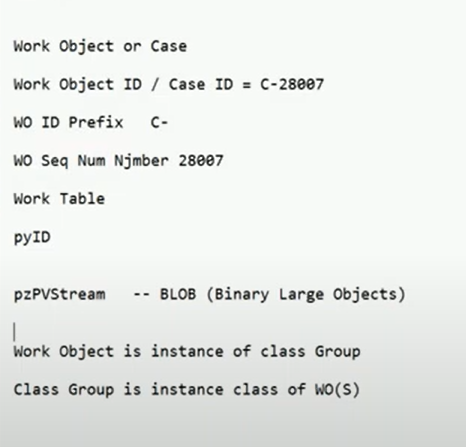 Work Object or Case
Work Object ID / Case ID = C-28007
WO ID Prefix   C-
WO Seq Num Njmber 28007
Work Table
pyID
pzPVStream   -- BLOB (Binary Large Objects)
Work Object is instance of class Group
Class Group is instance class of WO(S)